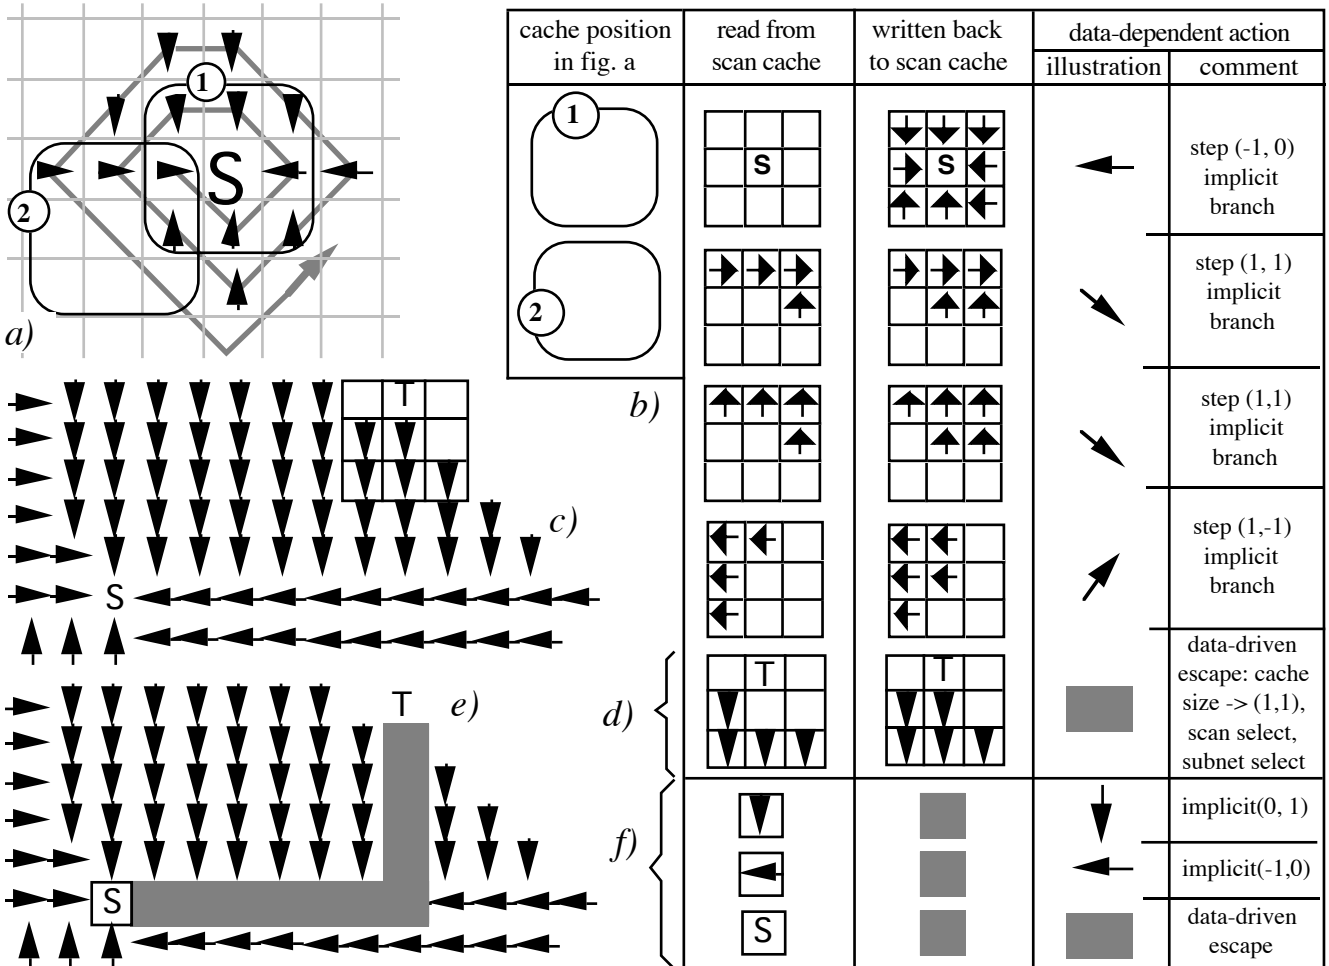 1
S
2
a)
cache position
in fig. a
read from
scan cache
written back
to scan cache
data-dependent action
illustration
comment
1
S
S
step (-1, 0)
implicit
branch
2
step (1, 1)
implicit
branch
b)
step (1,1)
implicit
branch
step (1,-1)
implicit
branch
T
c)
S
d)
T
T
data-driven
escape: cache
size -> (1,1),
scan select,
subnet select
T
e)
S
f)
implicit(0, 1)
implicit(-1,0)
S
data-driven
escape